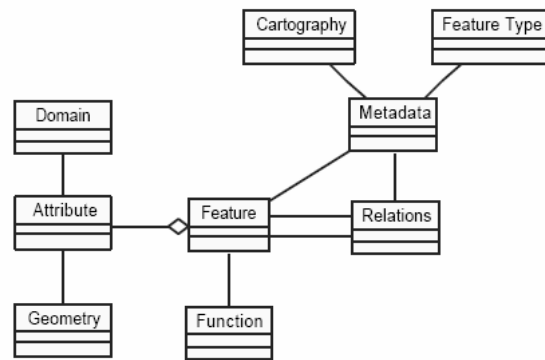 Cartography
Feature Type
Domain
Metadata
Attribute
Feature
Relations
Geometry
Function